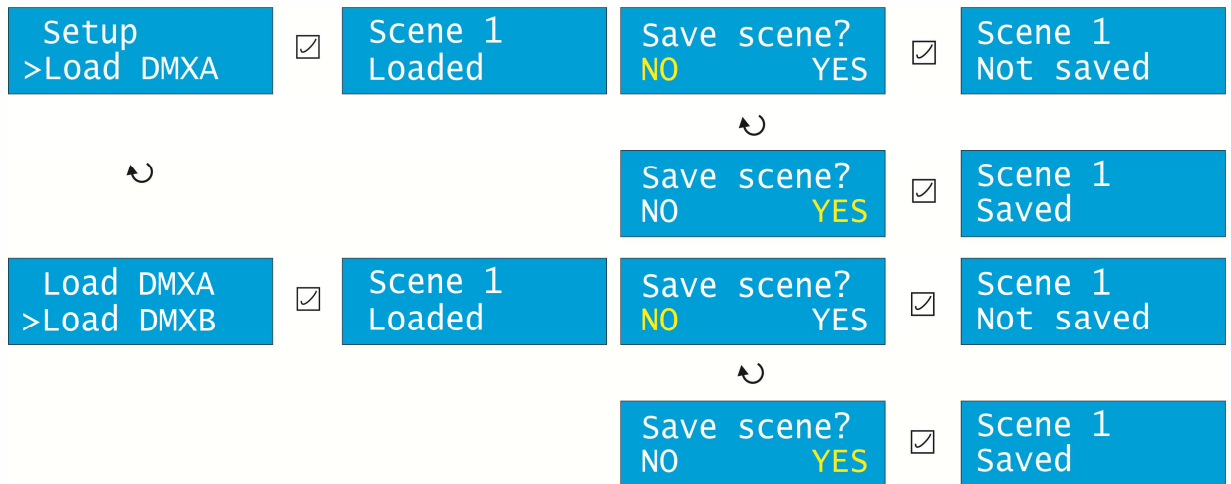 Setup
>Load DMXA
Scene 1
Loaded
Save scene?
NO YES
Scene 1
Not saved
Save scene?
NO YES
Scene 1
Saved
Load DMXA
>Load DMXB
Scene 1
Loaded
Save scene?
NO YES
Scene 1
Not saved
Save scene?
NO YES
Scene 1
Saved